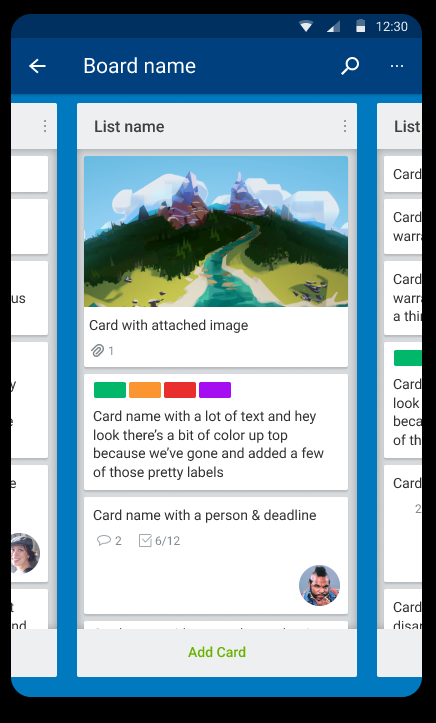 12:30
Board name
List name
Card with attached image
1
Card name with a lot of text and hey
look there's a bit of color up top
because we've gone and added a few
of those pretty labels
Card name with a person & deadline
2 6/12
Add Card
us
y
e
e
t
nd
List
Card
Card
warra
Card
warra
a thin
Card
look
beca
of th
Card
2
Card
disap